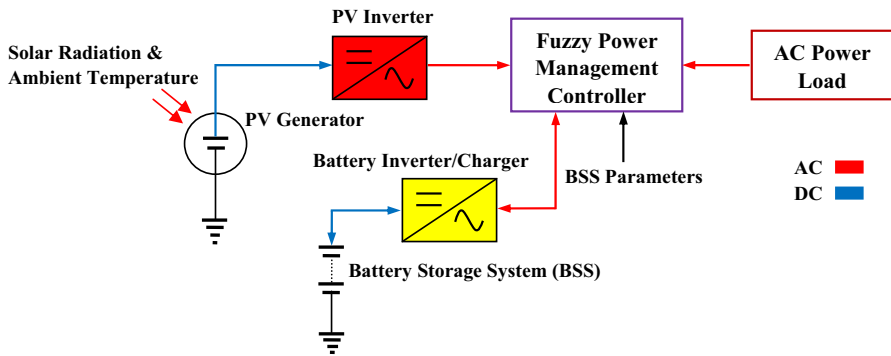 PV Inverter
Solar Radiation &
Ambient Temperature
Fuzzy Power
Management
Controller
AC Power
Load
PV Generator
Battery Inverter/Charger
BSS Parameters
AC
DC
Battery Storage System (BSS)